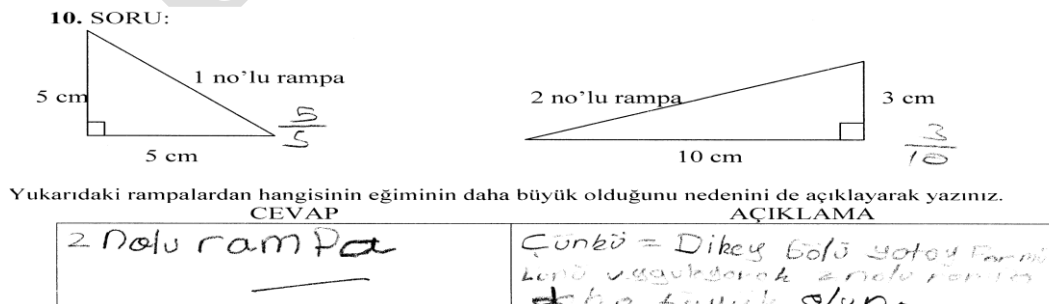 10. SORU:
1 no'lu rampa
5 cm
5/5
5 cm
2 no'lu rampa
3 cm
3/10
10 cm
Yukarıdaki rampalardan hangisinin eğiminin daha büyük olduğunu nedenini de açıklayarak yazınız.
CEVAP
AÇIKLAMA
2 nolu rampa
Çünkü = Dikey bölü yatay